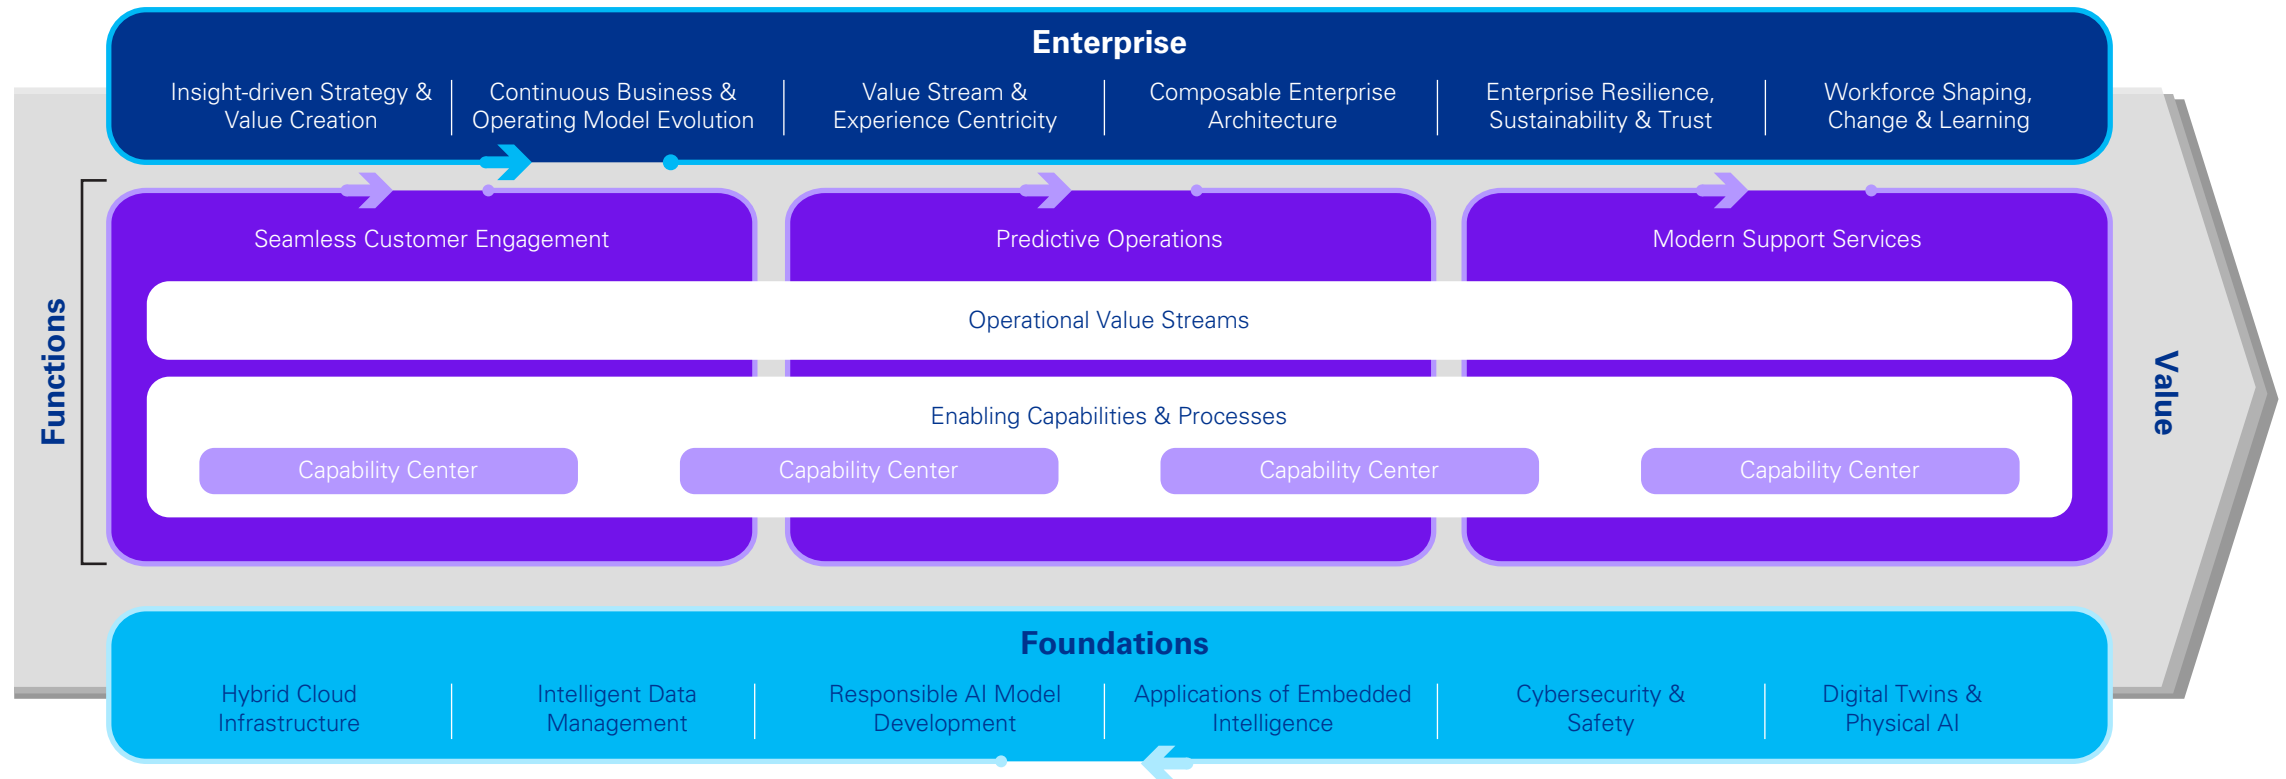 Enterprise
Insight-driven Strategy &
Value Creation
Continuous Business &
Operating Model Evolution
Value Stream &
Experience Centricity
Composable Enterprise
Architecture
Enterprise Resilience,
Sustainability & Trust
Workforce Shaping,
Change & Learning
Functions
Seamless Customer Engagement
Predictive Operations
Modern Support Services
Operational Value Streams
Enabling Capabilities & Processes
Capability Center
Capability Center
Capability Center
Capability Center
Value
Foundations
Hybrid Cloud
Infrastructure
Intelligent Data
Management
Responsible AI Model
Development
Applications of Embedded
Intelligence
Cybersecurity &
Safety
Digital Twins &
Physical AI